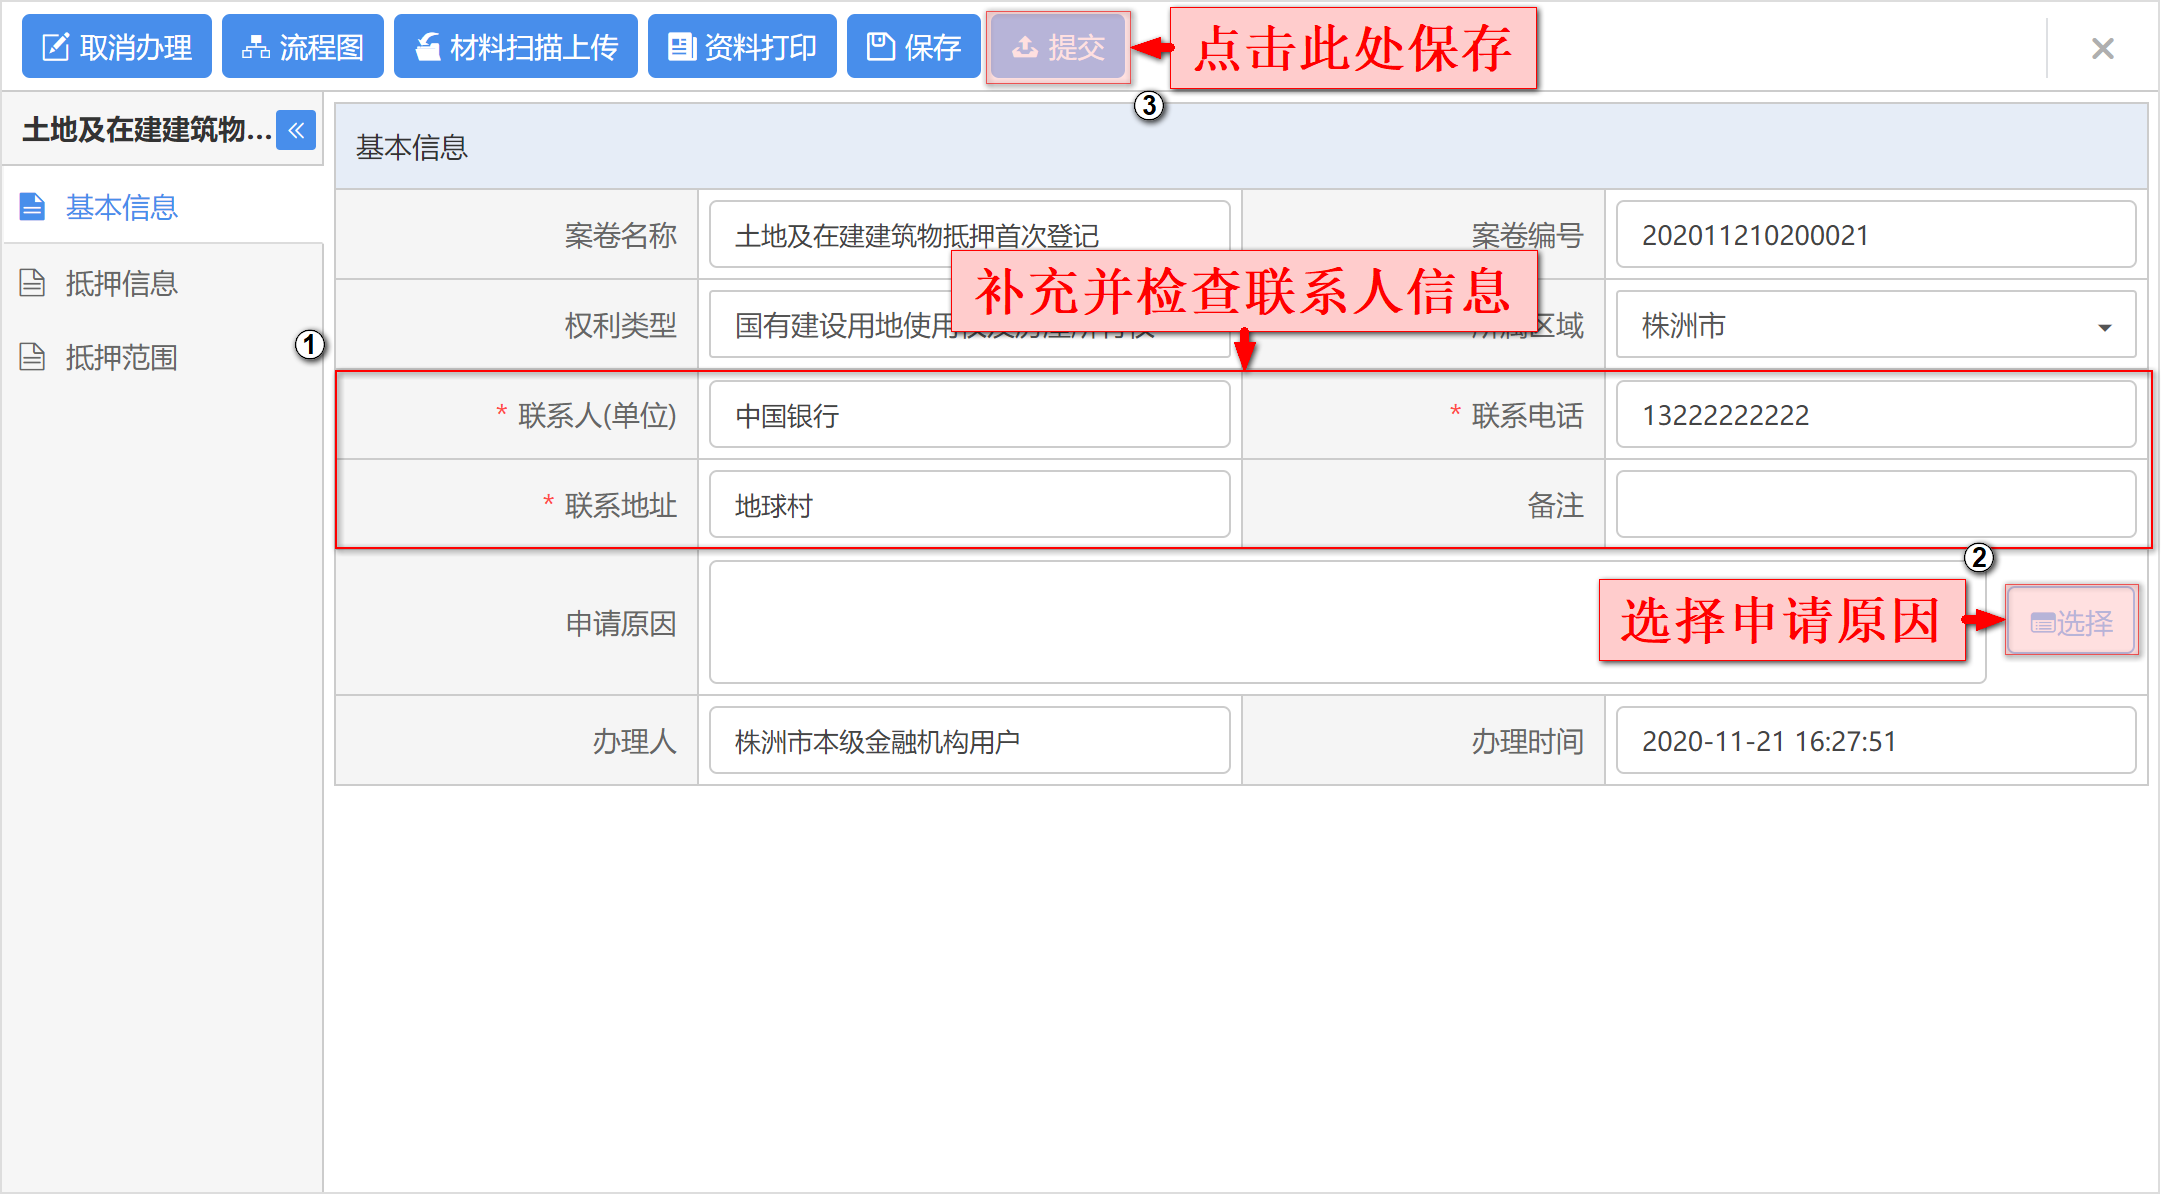 取消办理 流程图 材料扫描上传 资料打印 保存 提交 点击此处保存
③
土地及在建建筑物...
基本信息
抵押信息
抵押范围
①
基本信息
案卷名称 土地及在建建筑物抵押首次登记 案卷编号 202011210200021
补充并检查联系人信息
权利类型 国有建设用地使用 区域 株洲市
* 联系人(单位) 中国银行 * 联系电话 13222222222
* 联系地址 地球村 备注
②
申请原因 选择申请原因 选择
办理人 株洲市本级金融机构用户 办理时间 2020-11-21 16:27:51